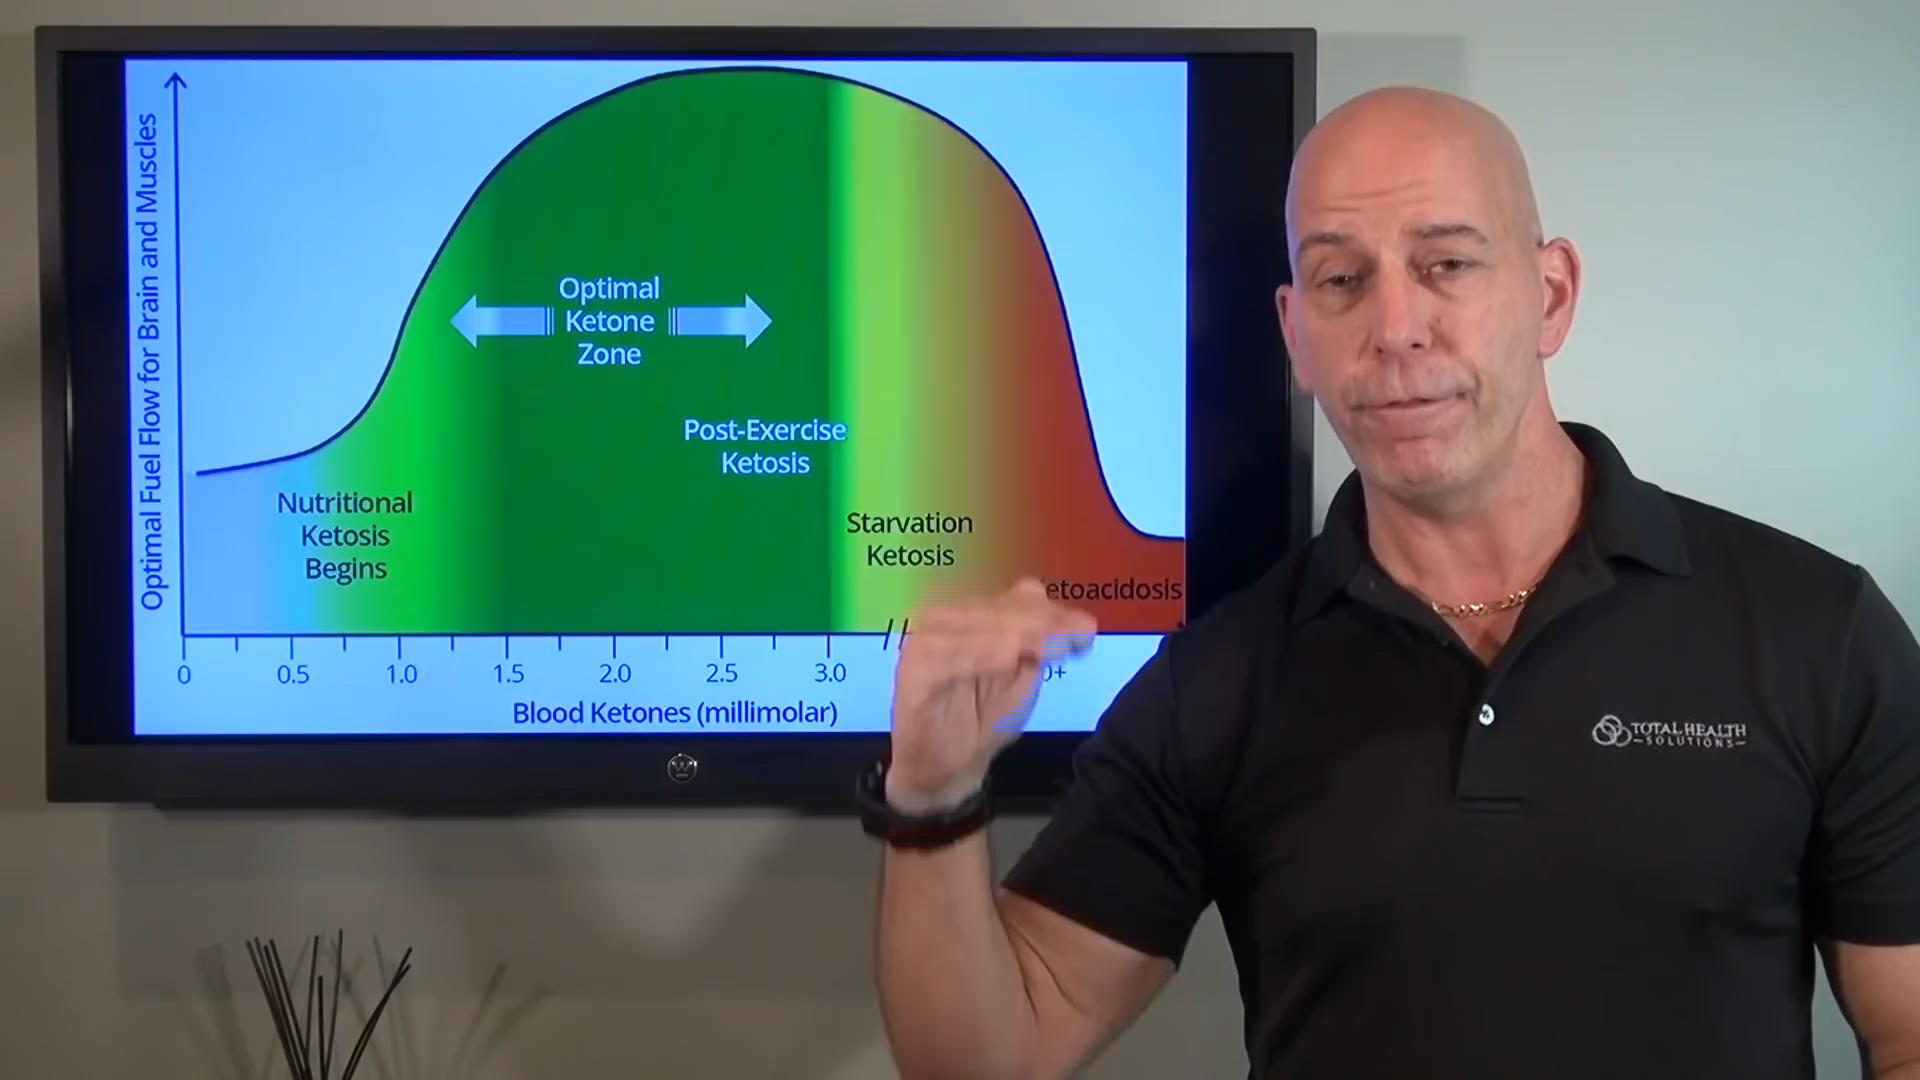 Optimal Fuel Flow for Brain and Muscles
Optimal
Ketone
Zone
Post-Exercise
Ketosis
Nutritional
Ketosis
Begins
Starvation
Ketosis
0 0.5 1.0 1.5 2.0 2.5 3.0
Blood Ketones (millimolar)
TOTAL HEALTH
-SOLUTIONS-